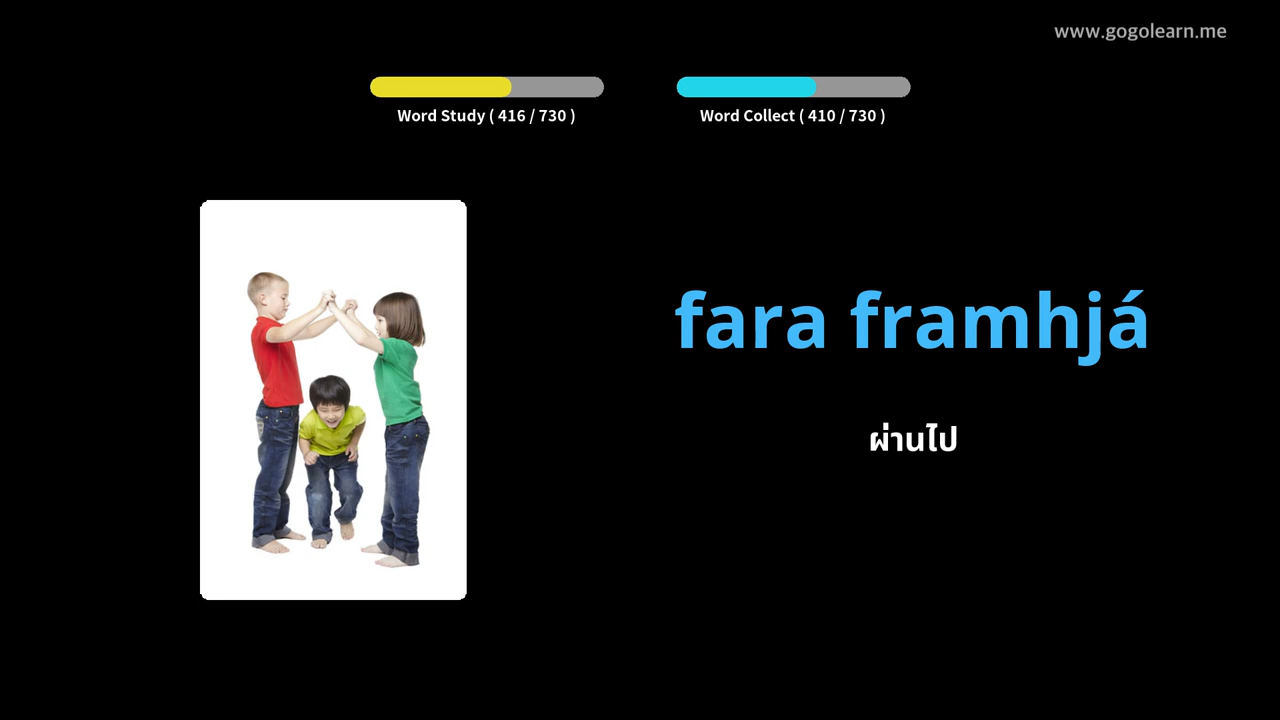 www.gogolearn.me
Word Study ( 416 / 730 )
Word Collect ( 410 / 730 )
fara framhjá
ผ่านไป